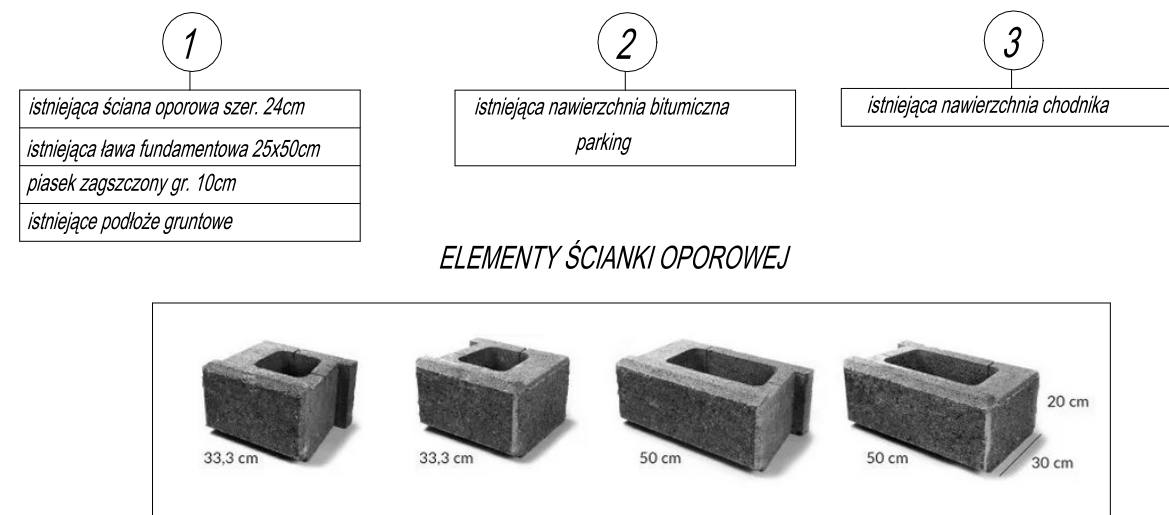 1
istniejąca ściana oporowa szer. 24cm
istniejąca ława fundamentowa 25x50cm
piasek zagszczony gr. 10cm
istniejące podłoże gruntowe
2
istniejąca nawierzchnia bitumiczna
parking
3
istniejąca nawierzchnia chodnika
ELEMENTY ŚCIANKI OPOROWEJ
33,3 cm
33,3 cm
50 cm
50 cm
20 cm
30 cm